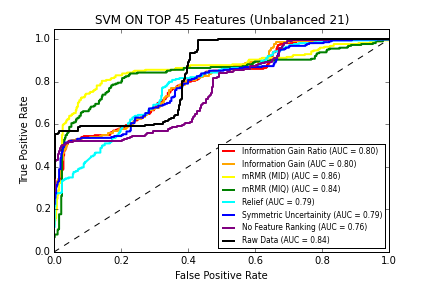 SVM ON TOP 45 Features (Unbalanced 21)
True Positive Rate
1.0
0.8
0.6
0.4
0.2
0.0
Information Gain Ratio (AUC = 0.80)
Information Gain (AUC = 0.80)
mRMR (MID) (AUC = 0.86)
mRMR (MIQ) (AUC = 0.84)
Relief (AUC = 0.79)
Symmetric Uncertainity (AUC = 0.79)
No Feature Ranking (AUC = 0.76)
Raw Data (AUC = 0.84)
0.0 0.2 0.4 0.6 0.8 1.0
False Positive Rate